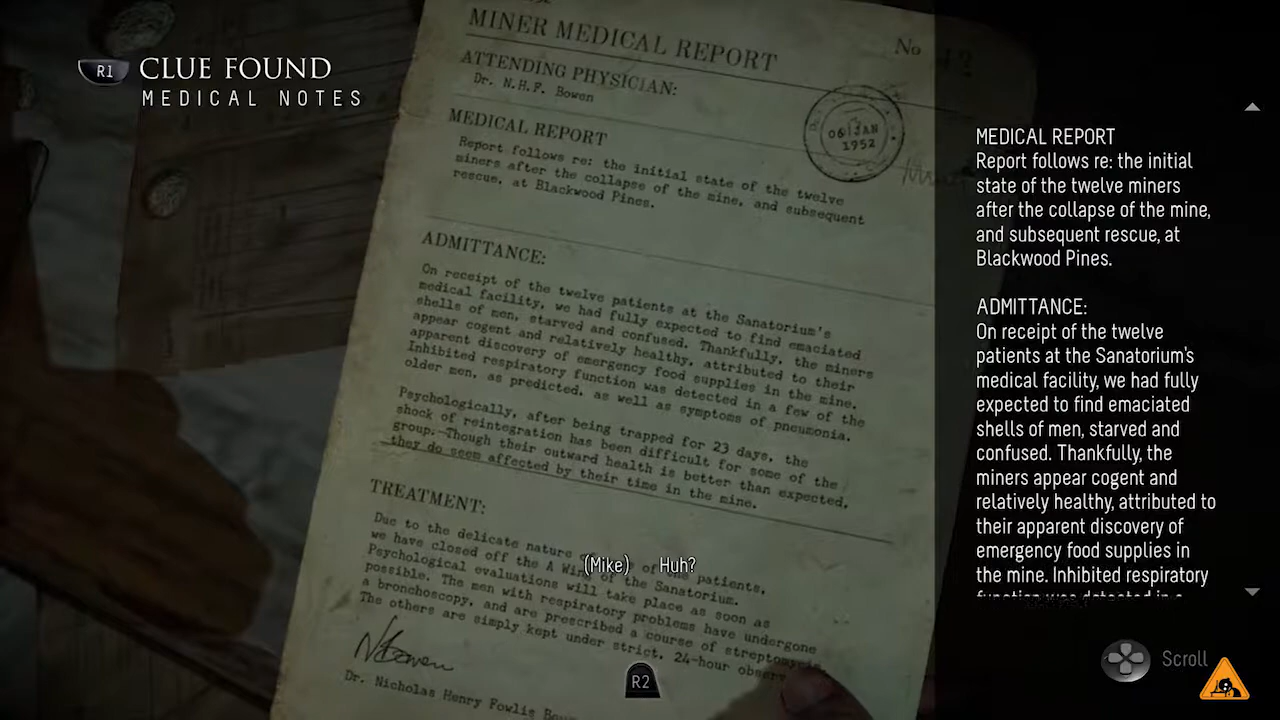 R1 CLUE FOUND
MEDICAL NOTES
MINER MEDICAL REPORT
No 42
ATTENDING PHYSICIAN:
Dr. N.H.F. Bowen
06 JAN
1952
MEDICAL REPORT
Report follows re: the initial state of the twelve
miners after the collapse of the mine, and subsequent
rescue, at Blackwood Pines.
ADMITTANCE:
On receipt of the twelve patients at the Sanatorium's
medical facility, we had fully expected to find emaciated
shells of men, starved and confused. Thankfully, the miners
appear cogent and relatively healthy, attributed to their
apparent discovery of emergency food supplies in the mine.
Inhibited respiratory function was detected in a few of the
older men, as predicted, as well as symptoms of pneumonia.
Psychologically, after being trapped for 23 days, the
shock of reintegration has been difficult for some of the
group. Though their outward health is better than expected,
they do seem affected by their time in the mine.
TREATMENT:
Due to the delicate nature of the patients,
we have closed off the A Wing of the Sanatorium.
Psychological evaluations will take place as soon as
possible. The men with respiratory problems have undergone
a bronchoscopy, and are prescribed a course of
The others are simply kept under strict, 24-hour
NBowen
Dr. Nicholas Henry Fowlis
(Mike) Huh?
R2
MEDICAL REPORT
Report follows re: the initial
state of the twelve miners
after the collapse of the mine,
and subsequent rescue, at
Blackwood Pines.
ADMITTANCE:
On receipt of the twelve
patients at the Sanatorium's
medical facility, we had fully
expected to find emaciated
shells of men, starved and
confused. Thankfully, the
miners appear cogent and
relatively healthy, attributed to
their apparent discovery of
emergency food supplies in
the mine. Inhibited respiratory
function was detected in a
Scroll